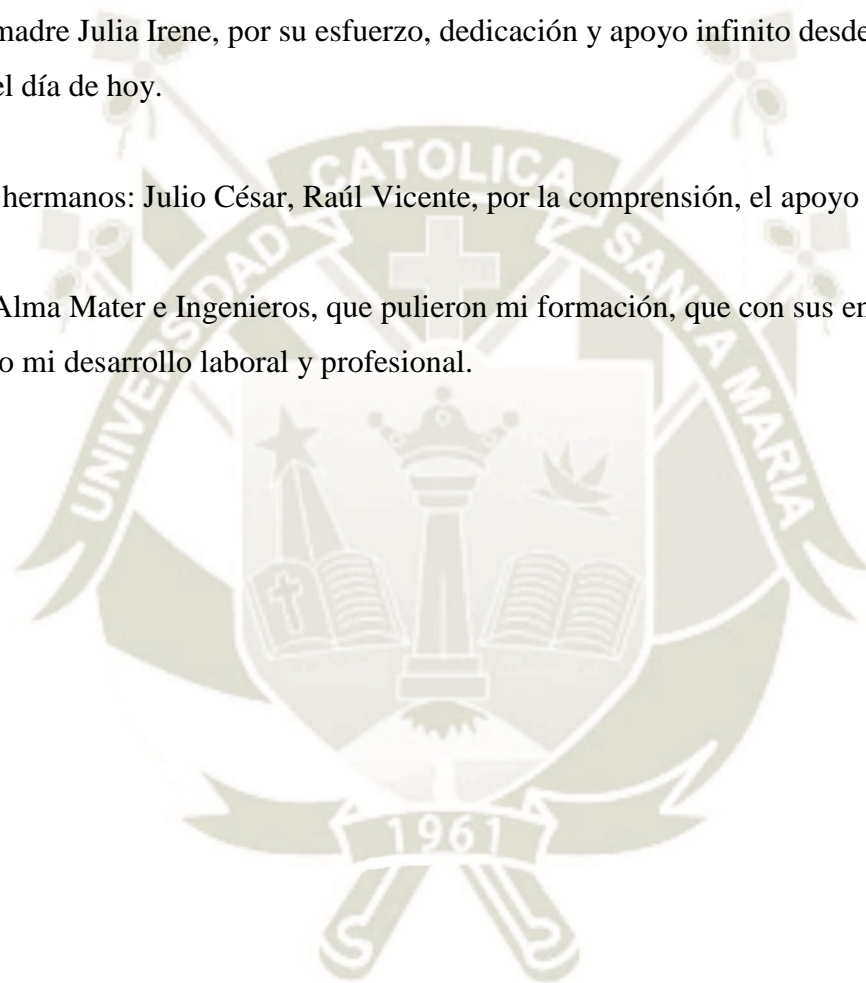 madre Julia Irene, por su esfuerzo, dedicación y apoyo infinito desde
el día de hoy.
hermanos: Julio César, Raúl Vicente, por la comprensión, el apoyo
Alma Mater e Ingenieros, que pulieron mi formación, que con sus
mi desarrollo laboral y profesional.
UNIVERSIDAD CATOLICA SANTA MARIA
1961